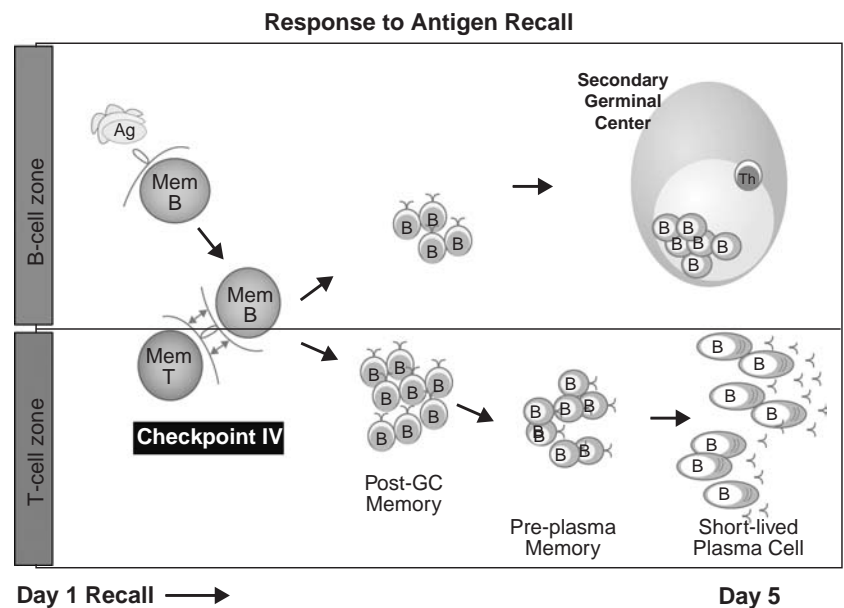 Response to Antigen Recall
B-cell zone
Ag
Mem
B
Mem
B
B
B
B
B
Secondary
Germinal
Center
Th
B
B
B
B
B
B
T-cell zone
Mem
T
Checkpoint IV
B
B
B
B
B
B
B
B
Post-GC
Memory
B
B
B
B
B
B
B
B
Pre-plasma
Memory
B
B
B
B
B
B
B
Short-lived
Plasma Cell
Day 1 Recall
Day 5